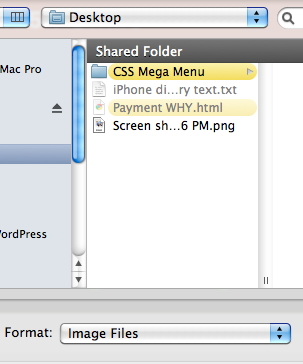 Desktop
Shared Folder
Mac Pro
CSS Mega Menu
iPhone di...ry text.txt
Payment WHY.html
Screen sh...6 PM.png
WordPress
Format: Image Files